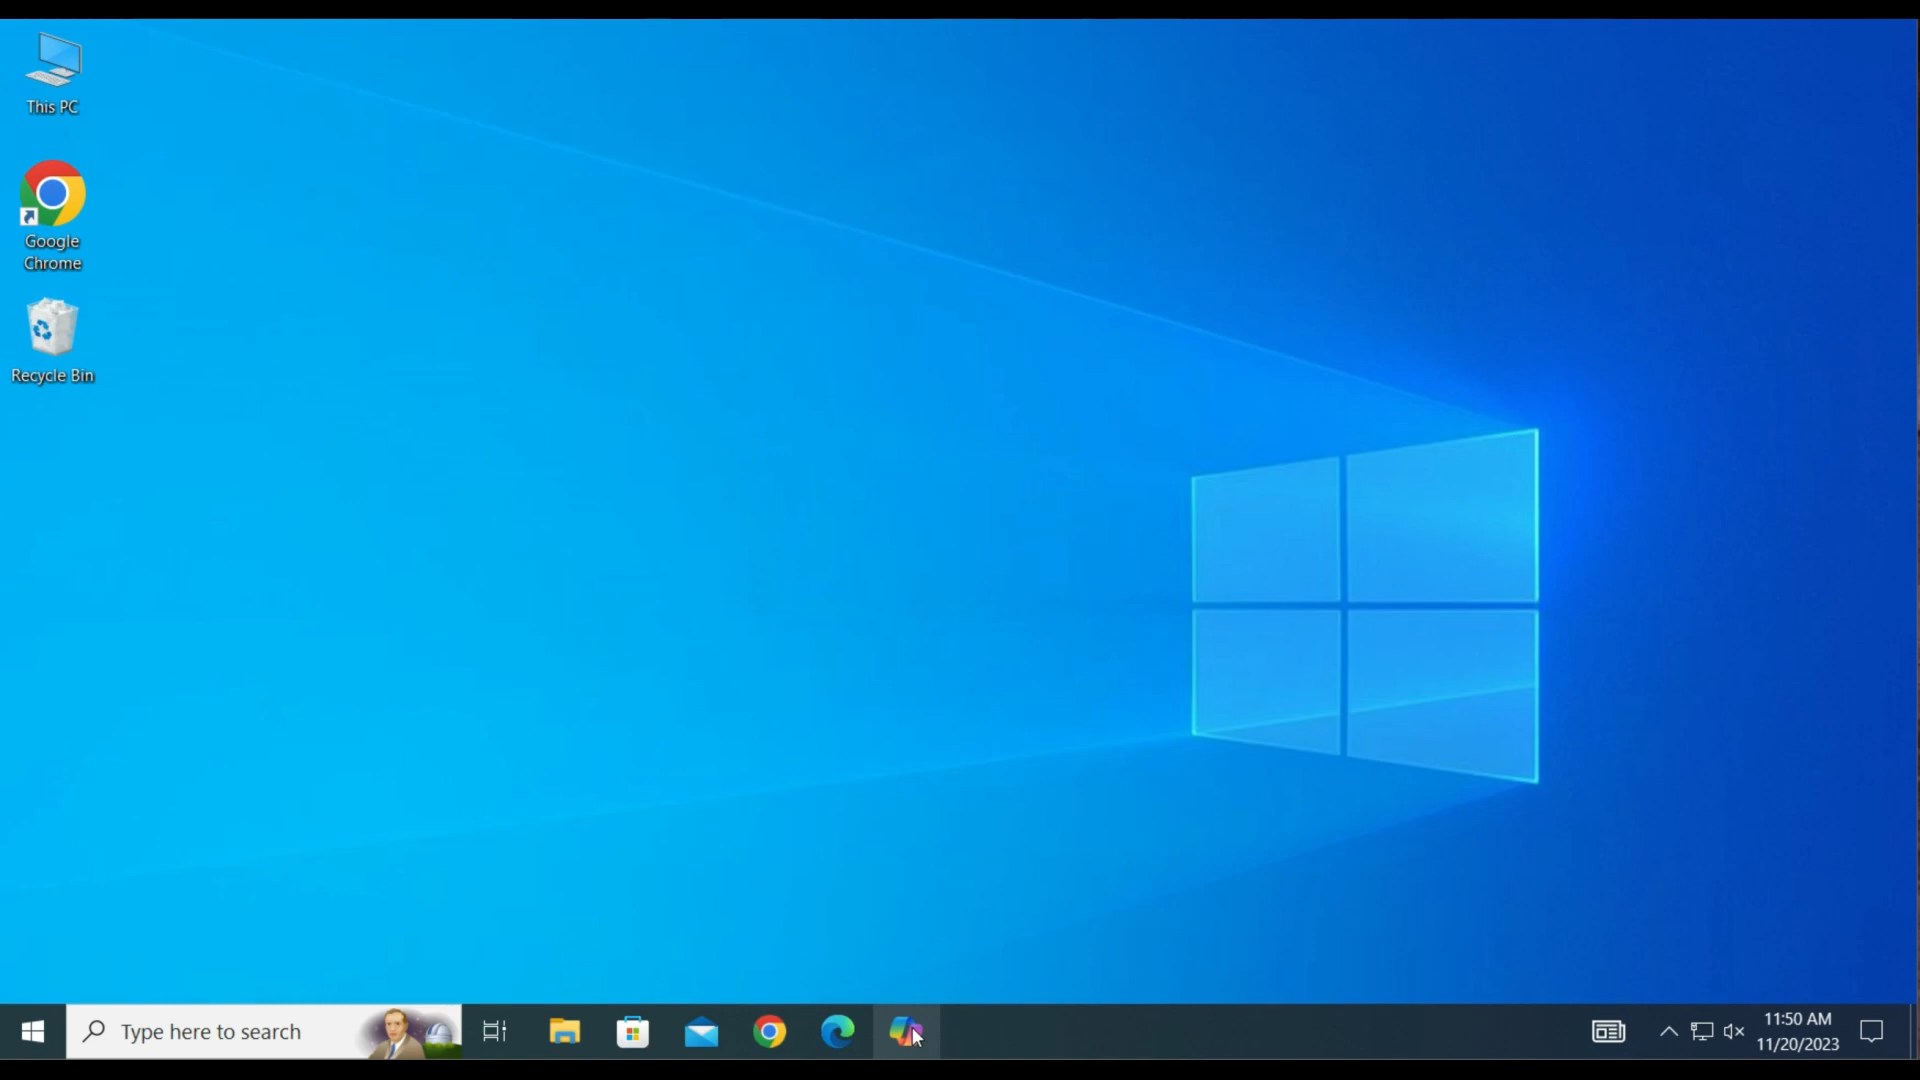 This PC
Google
Chrome
Recycle Bin
Type here to search
11:50 AM
11/20/2023